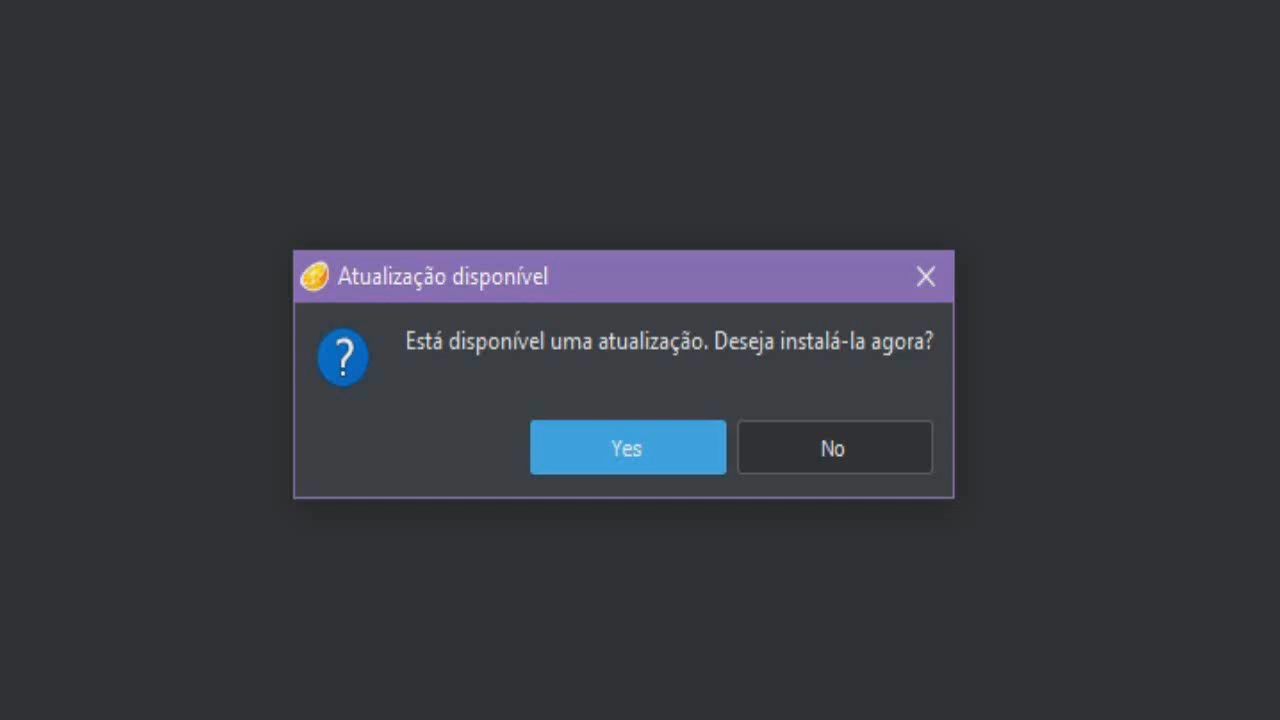 Atualização disponível
Está disponível uma atualização. Deseja instalá-la agora?
Yes No